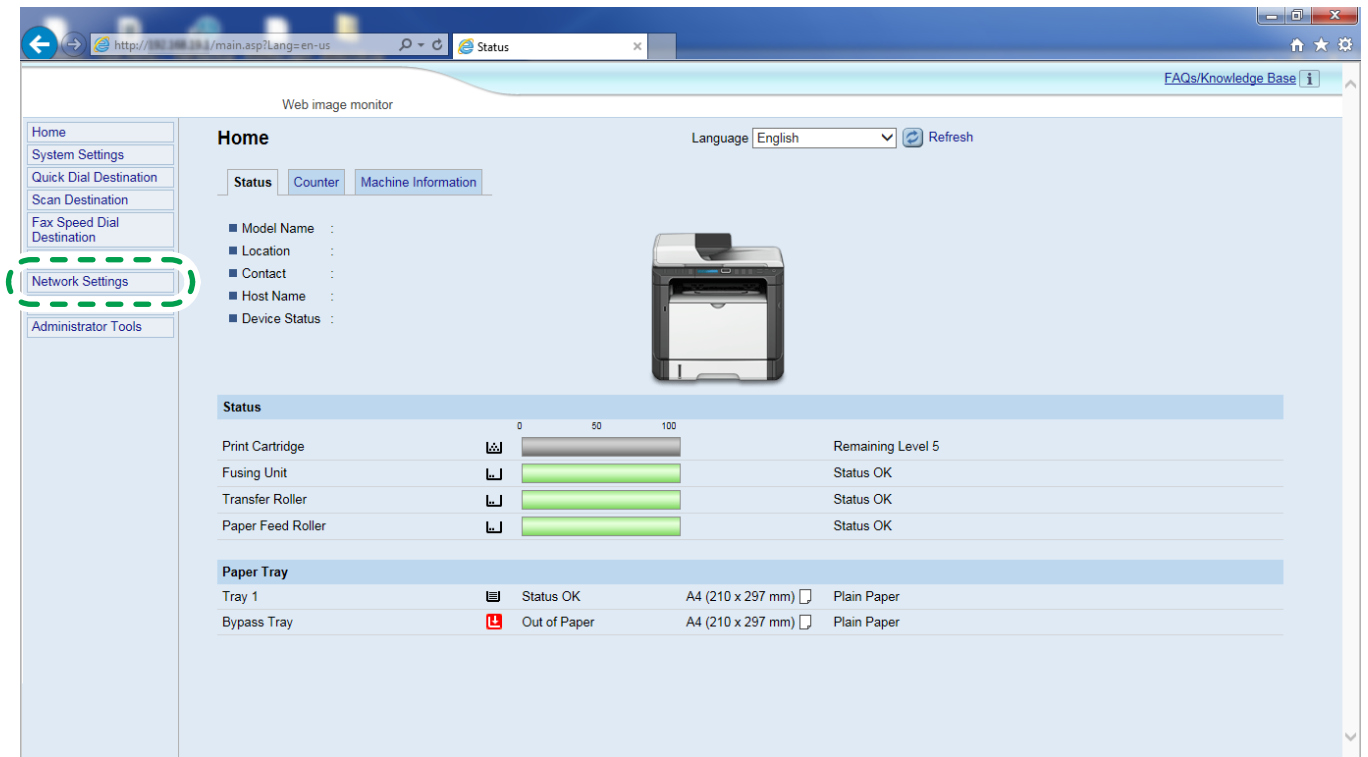 http:// /main.asp?Lang=en-us
Status
FAQs/Knowledge Base i
Web image monitor
Home
System Settings
Quick Dial Destination
Scan Destination
Fax Speed Dial
Destination
Network Settings
Administrator Tools
Home
Language English Refresh
Status Counter Machine Information
Model Name :
Location :
Contact :
Host Name :
Device Status :
Status
0 50 100
Print Cartridge Remaining Level 5
Fusing Unit Status OK
Transfer Roller Status OK
Paper Feed Roller Status OK
Paper Tray
Tray 1 Status OK A4 (210 x 297 mm) Plain Paper
Bypass Tray Out of Paper A4 (210 x 297 mm) Plain Paper